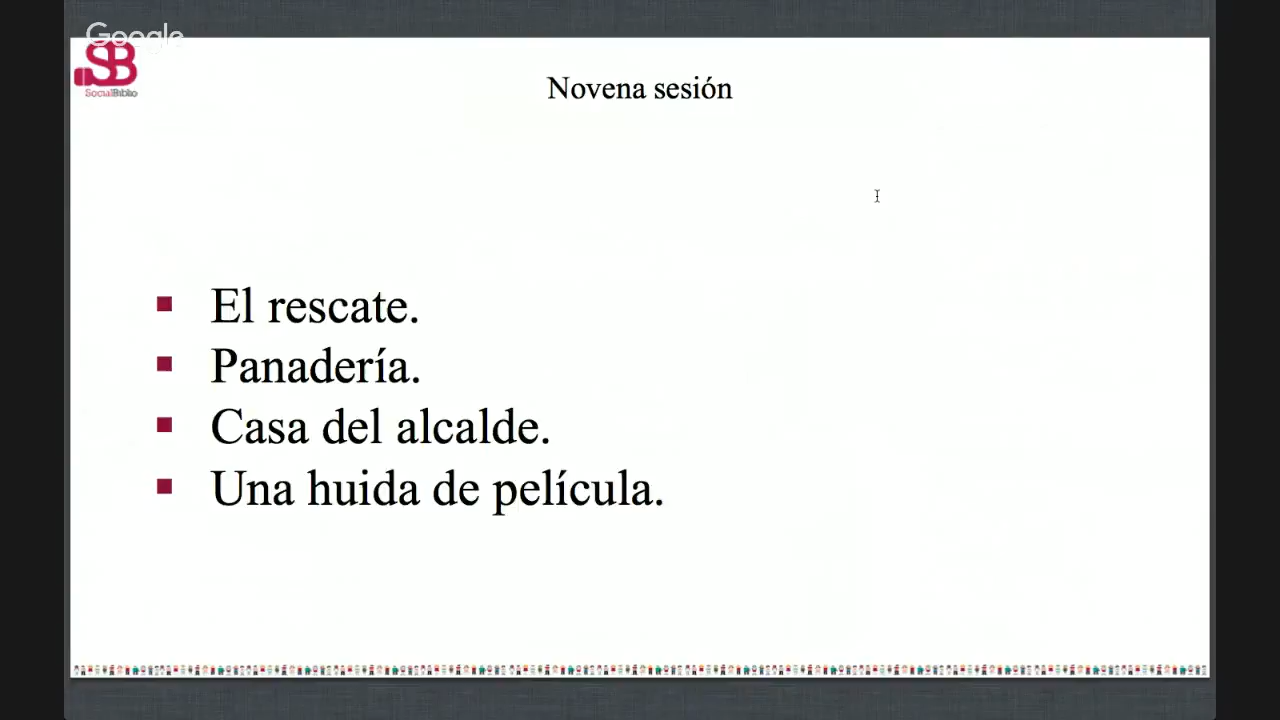 Google
SB
SocialBiblio
Novena sesión
El rescate.
Panadería.
Casa del alcalde.
Una huida de película.